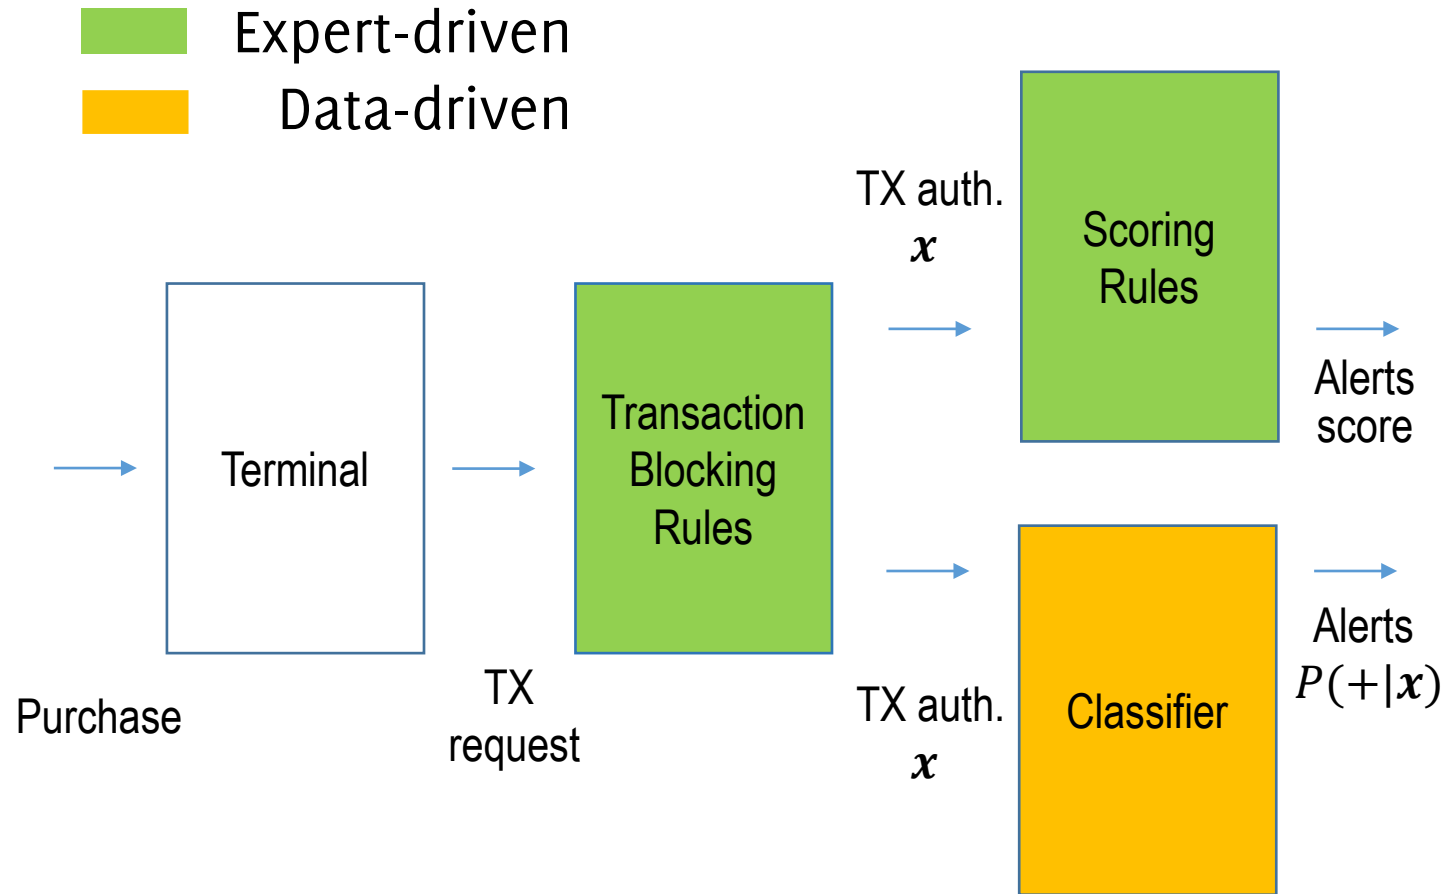 Expert-driven
Data-driven
Purchase
Terminal
TX
request
Transaction
Blocking
Rules
TX auth.
x
Scoring
Rules
Alerts
score
TX auth.
x
Classifier
Alerts
P(+|x)